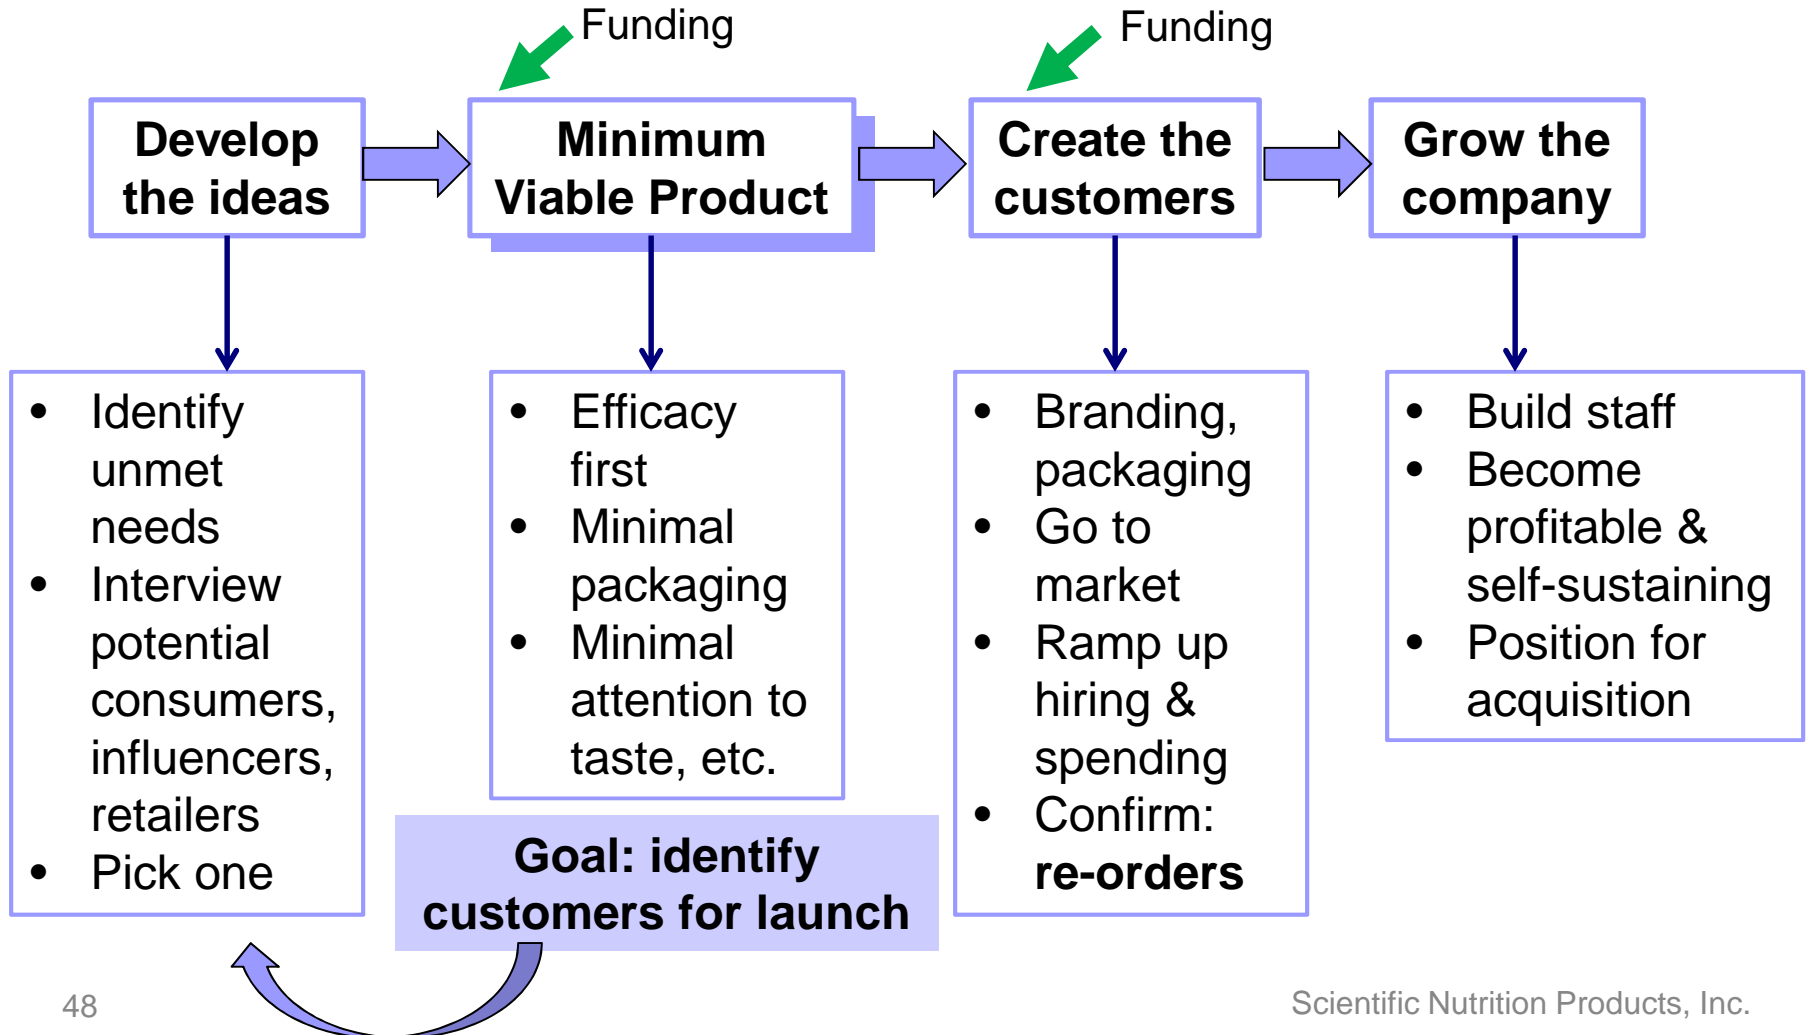 Funding
Funding
Develop
the ideas
Minimum
Viable Product
Create the
customers
Grow the
company
• Identify
unmet
needs
• Interview
potential
consumers,
influencers,
retailers
• Pick one
• Efficacy
first
• Minimal
packaging
• Minimal
attention to
taste, etc.
Goal: identify
customers for launch
• Branding,
packaging
• Go to
market
• Ramp up
hiring &
spending
• Confirm:
re-orders
• Build staff
• Become
profitable &
self-sustaining
• Position for
acquisition
48
Scientific Nutrition Products, Inc.